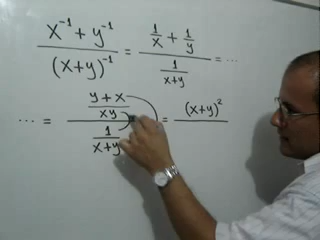 x⁻¹ + y⁻¹ / (x+y)⁻¹ = (1/x + 1/y) / (1/(x+y)) = ...
... = ((y+x)/xy) / (1/(x+y)) = (x+y)²